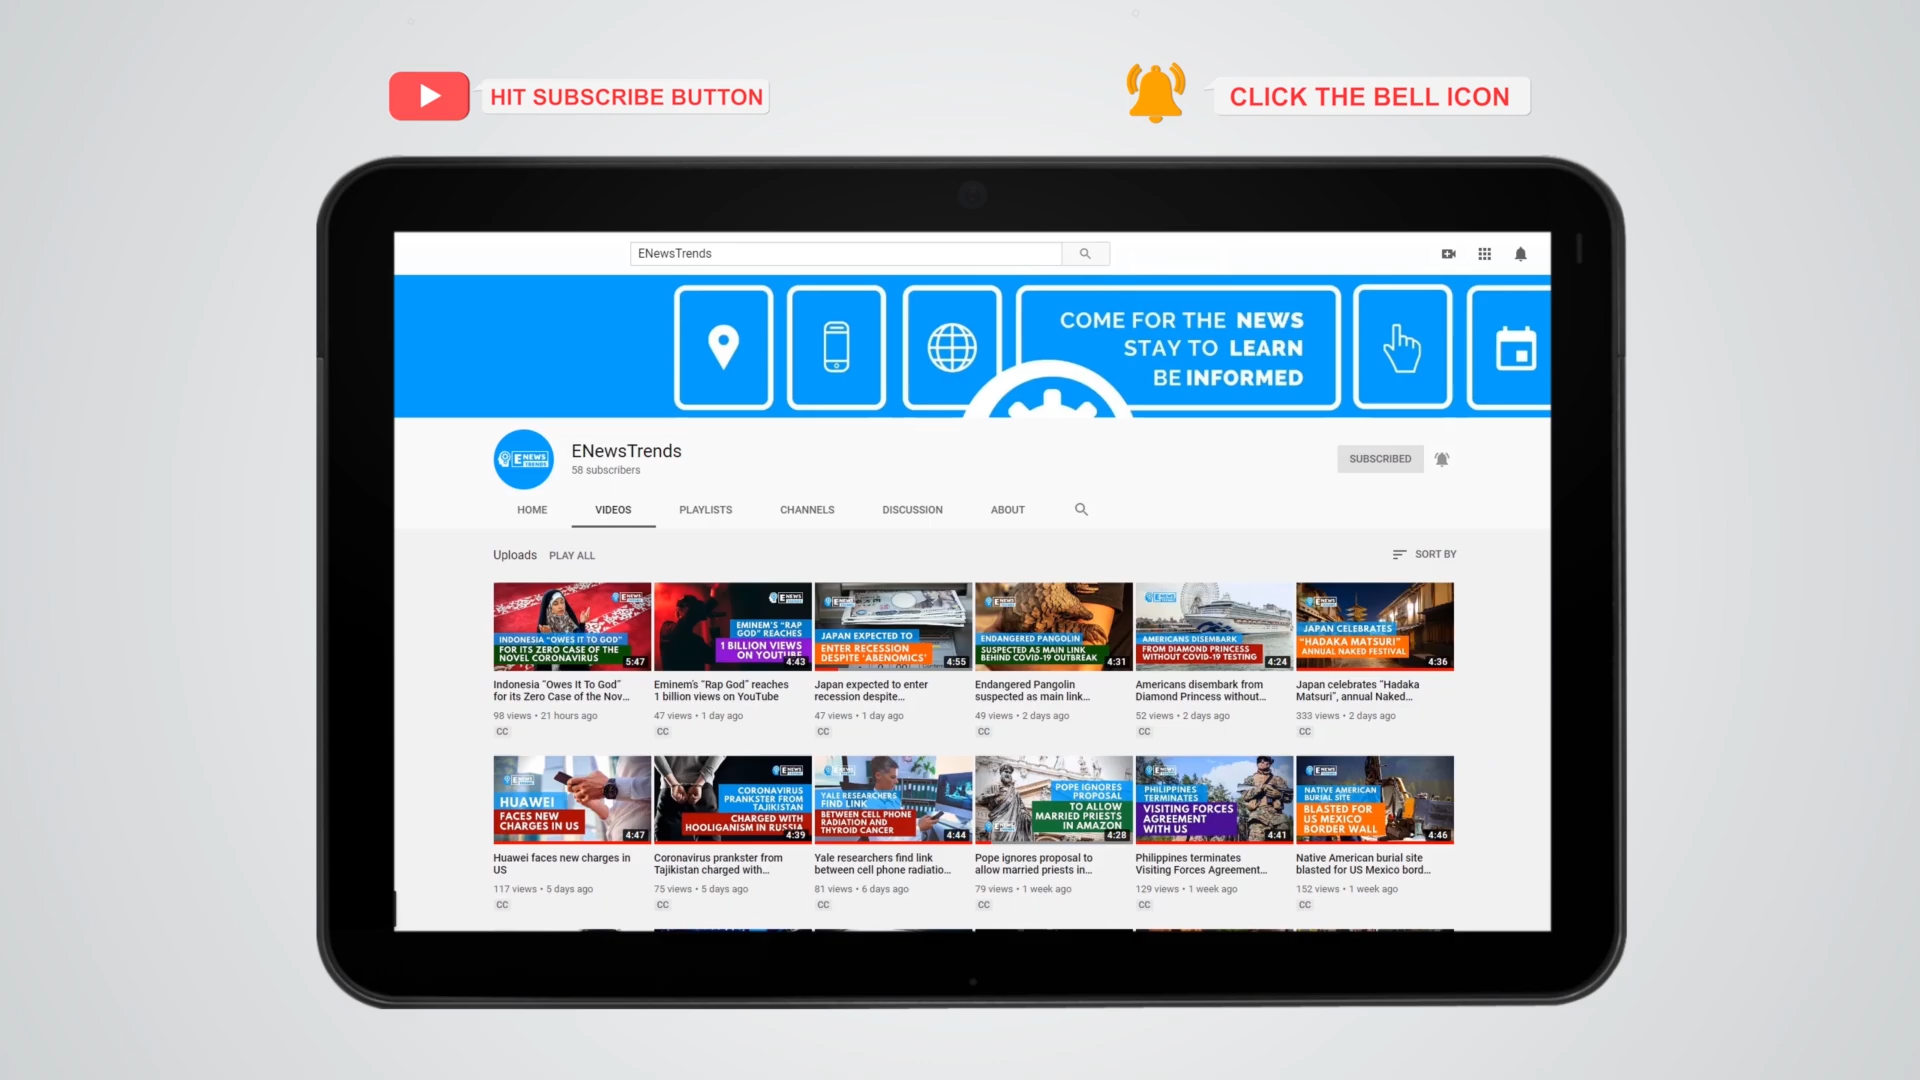 HIT SUBSCRIBE BUTTON
CLICK THE BELL ICON
ENewsTrends
COME FOR THE NEWS
STAY TO LEARN
BE INFORMED
E NEWS
TRENDS
ENewsTrends
58 subscribers
SUBSCRIBED
HOME
VIDEOS
PLAYLISTS
CHANNELS
DISCUSSION
ABOUT
Uploads
PLAY ALL
SORT BY
INDONESIA "OWES IT TO GOD"
FOR ITS ZERO CASE OF THE
NOVEL CORONAVIRUS
5:47
EMINEM'S "RAP
GOD" REACHES
1 BILLION VIEWS
ON YOUTUBE
4:43
JAPAN EXPECTED TO
ENTER RECESSION
DESPITE 'ABENOMICS'
4:55
ENDANGERED PANGOLIN
SUSPECTED AS MAIN LINK
BEHIND COVID-19 OUTBREAK
4:31
AMERICANS DISEMBARK
FROM DIAMOND PRINCESS
WITHOUT COVID-19 TESTING
4:24
JAPAN CELEBRATES
"HADAKA MATSURI"
ANNUAL NAKED FESTIVAL
4:36
Indonesia "Owes It To God"
for its Zero Case of the Nov...
98 views • 21 hours ago
CC
Eminem's "Rap God" reaches
1 billion views on YouTube
47 views • 1 day ago
CC
Japan expected to enter
recession despite...
47 views • 1 day ago
CC
Endangered Pangolin
suspected as main link...
49 views • 2 days ago
CC
Americans disembark from
Diamond Princess without...
52 views • 2 days ago
CC
Japan celebrates "Hadaka
Matsuri", annual Naked...
333 views • 2 days ago
CC
HUAWEI
FACES NEW
CHARGES IN US
4:47
CORONAVIRUS
PRANKSTER FROM
TAJIKISTAN
CHARGED WITH
HOOLIGANISM IN RUSSIA
4:39
YALE RESEARCHERS
FIND LINK
BETWEEN CELL PHONE
RADIATION AND
THYROID CANCER
4:44
POPE IGNORES
PROPOSAL
TO ALLOW
MARRIED PRIESTS
IN AMAZON
4:28
PHILIPPINES
TERMINATES
VISITING FORCES
AGREEMENT
WITH US
4:41
NATIVE AMERICAN
BURIAL SITE
BLASTED FOR
US MEXICO
BORDER WALL
4:46
Huawei faces new charges in
US
117 views • 5 days ago
CC
Coronavirus prankster from
Tajikistan charged with...
75 views • 5 days ago
CC
Yale researchers find link
between cell phone radiatio...
81 views • 6 days ago
CC
Pope ignores proposal to
allow married priests in...
79 views • 1 week ago
CC
Philippines terminates
Visiting Forces Agreement...
129 views • 1 week ago
CC
Native American burial site
blasted for US Mexico bord...
152 views • 1 week ago
CC